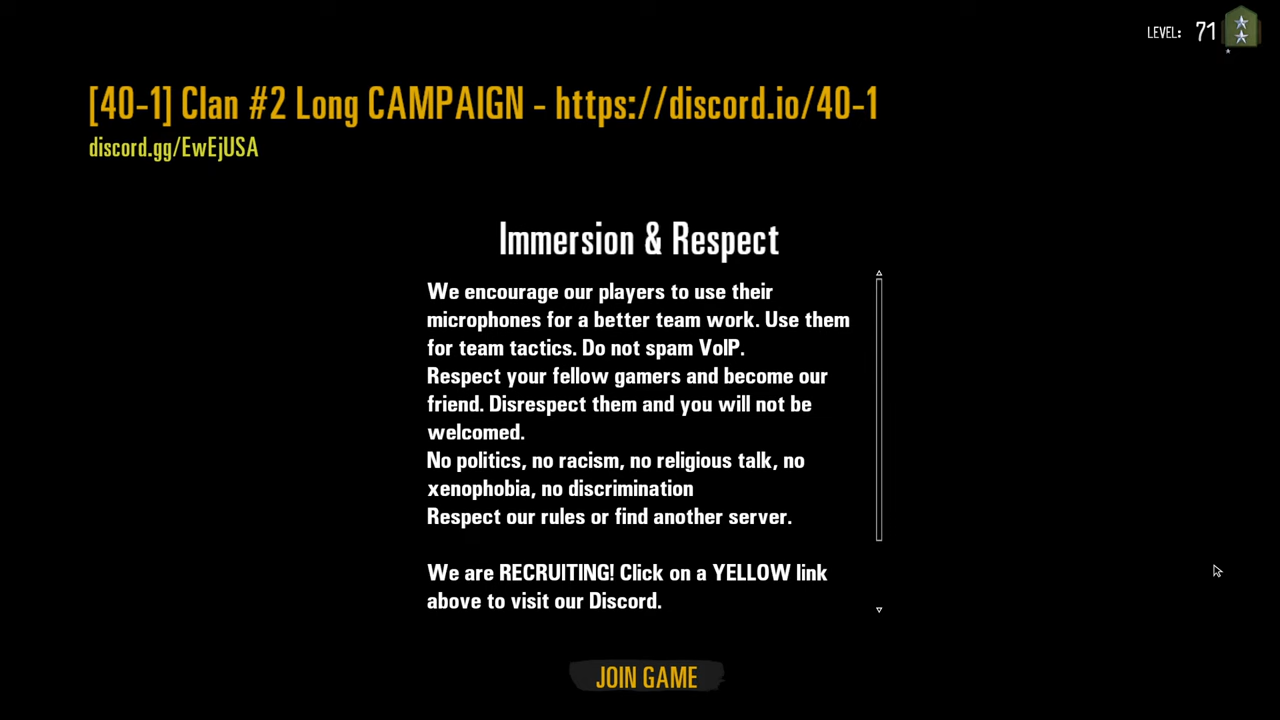 LEVEL: 71
[40-1] Clan #2 Long CAMPAIGN - https://discord.io/40-1
discord.gg/EwEjUSA
Immersion & Respect
We encourage our players to use their
microphones for a better team work. Use them
for team tactics. Do not spam VoIP.
Respect your fellow gamers and become our
friend. Disrespect them and you will not be
welcomed.
No politics, no racism, no religious talk, no
xenophobia, no discrimination
Respect our rules or find another server.
We are RECRUITING! Click on a YELLOW link
above to visit our Discord.
JOIN GAME